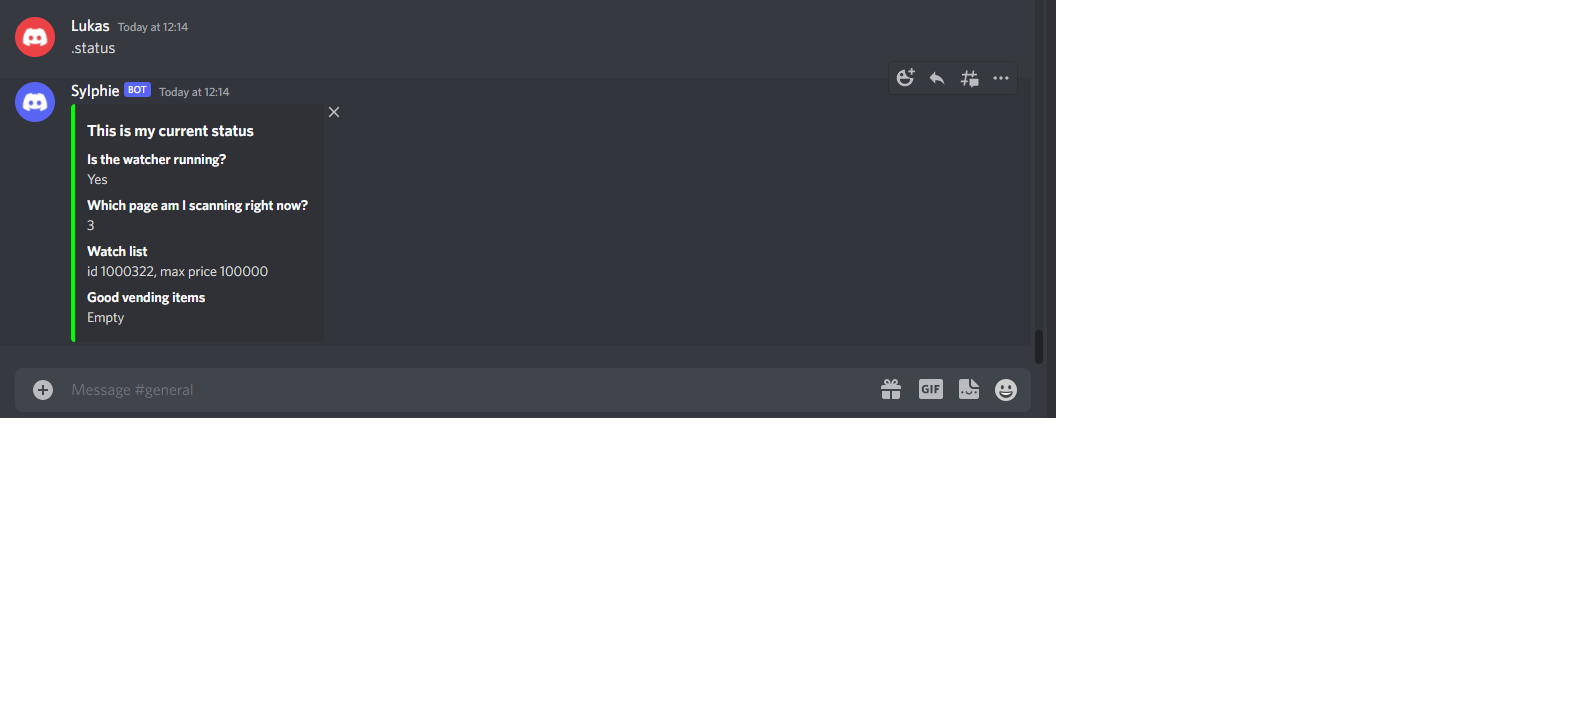 Lukas Today at 12:14
.status
Sylphie BOT Today at 12:14
This is my current status
Is the watcher running?
Yes
Which page am I scanning right now?
3
Watch list
id 1000322, max price 100000
Good vending items
Empty
Message #general
GIF